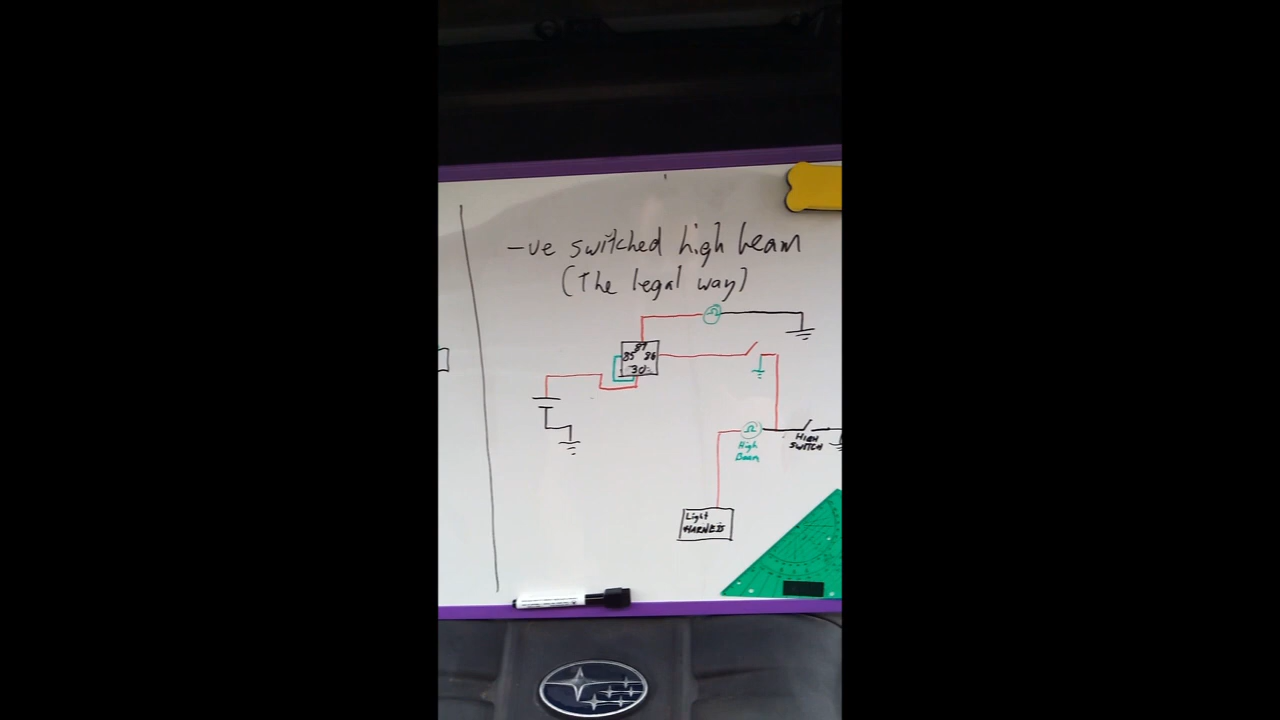 -ve switched high beam
(The legal way)
87
85 86
30
High
Beam
HIGH
SWITCH
Light
HARNESS